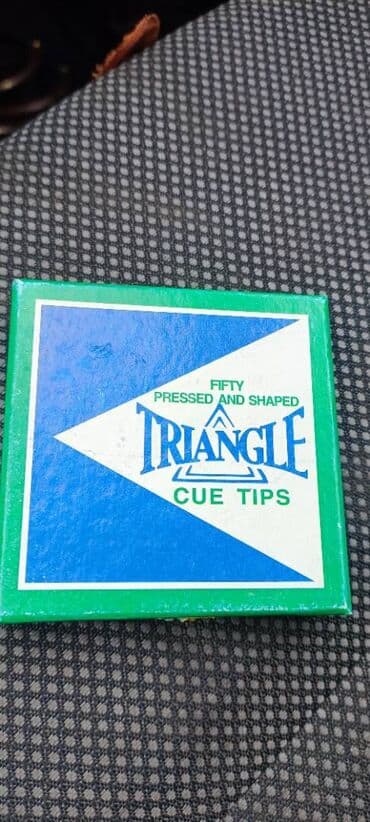 FIFTY
PRESSED AND SHAPED
TRIANGLE
CUE TIPS